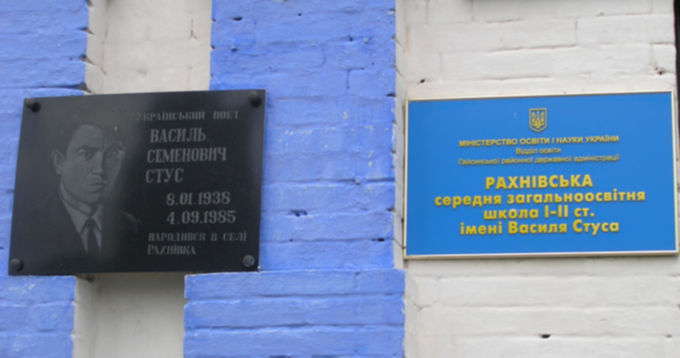 УКРАЇНСЬКИЙ ПОЕТ
ВАСИЛЬ
СЕМЕНОВИЧ
СТУС
8.01.1938
4.09.1985
НАРОДИВСЯ В СЕЛІ
РАХНІВКА
МІНІСТЕРСТВО ОСВІТИ І НАУКИ УКРАЇНИ
Відділ освіти
Гайсинської районної державної адміністрації
РАХНІВСЬКА
середня загальноосвітня
школа І-ІІ ст.
імені Василя Стуса